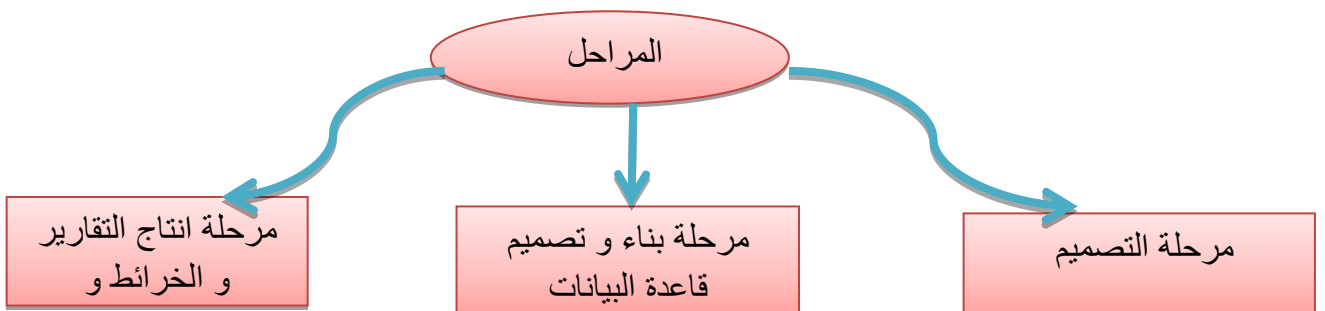 المراحل
مرحلة التصميم
مرحلة بناء و تصميم
قاعدة البيانات
مرحلة انتاج التقارير
و الخرائط و